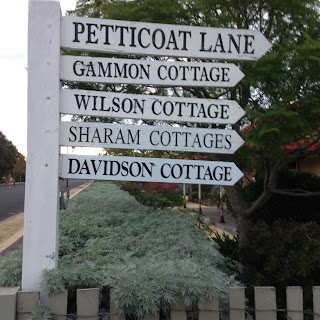 PETTICOAT LANE
GAMMON COTTAGE
WILSON COTTAGE
SHARAM COTTAGES
DAVIDSON COTTAGE